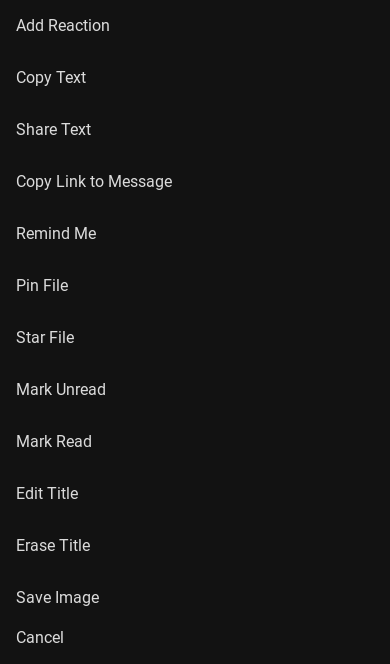 Add Reaction
Copy Text
Share Text
Copy Link to Message
Remind Me
Pin File
Star File
Mark Unread
Mark Read
Edit Title
Erase Title
Save Image
Cancel